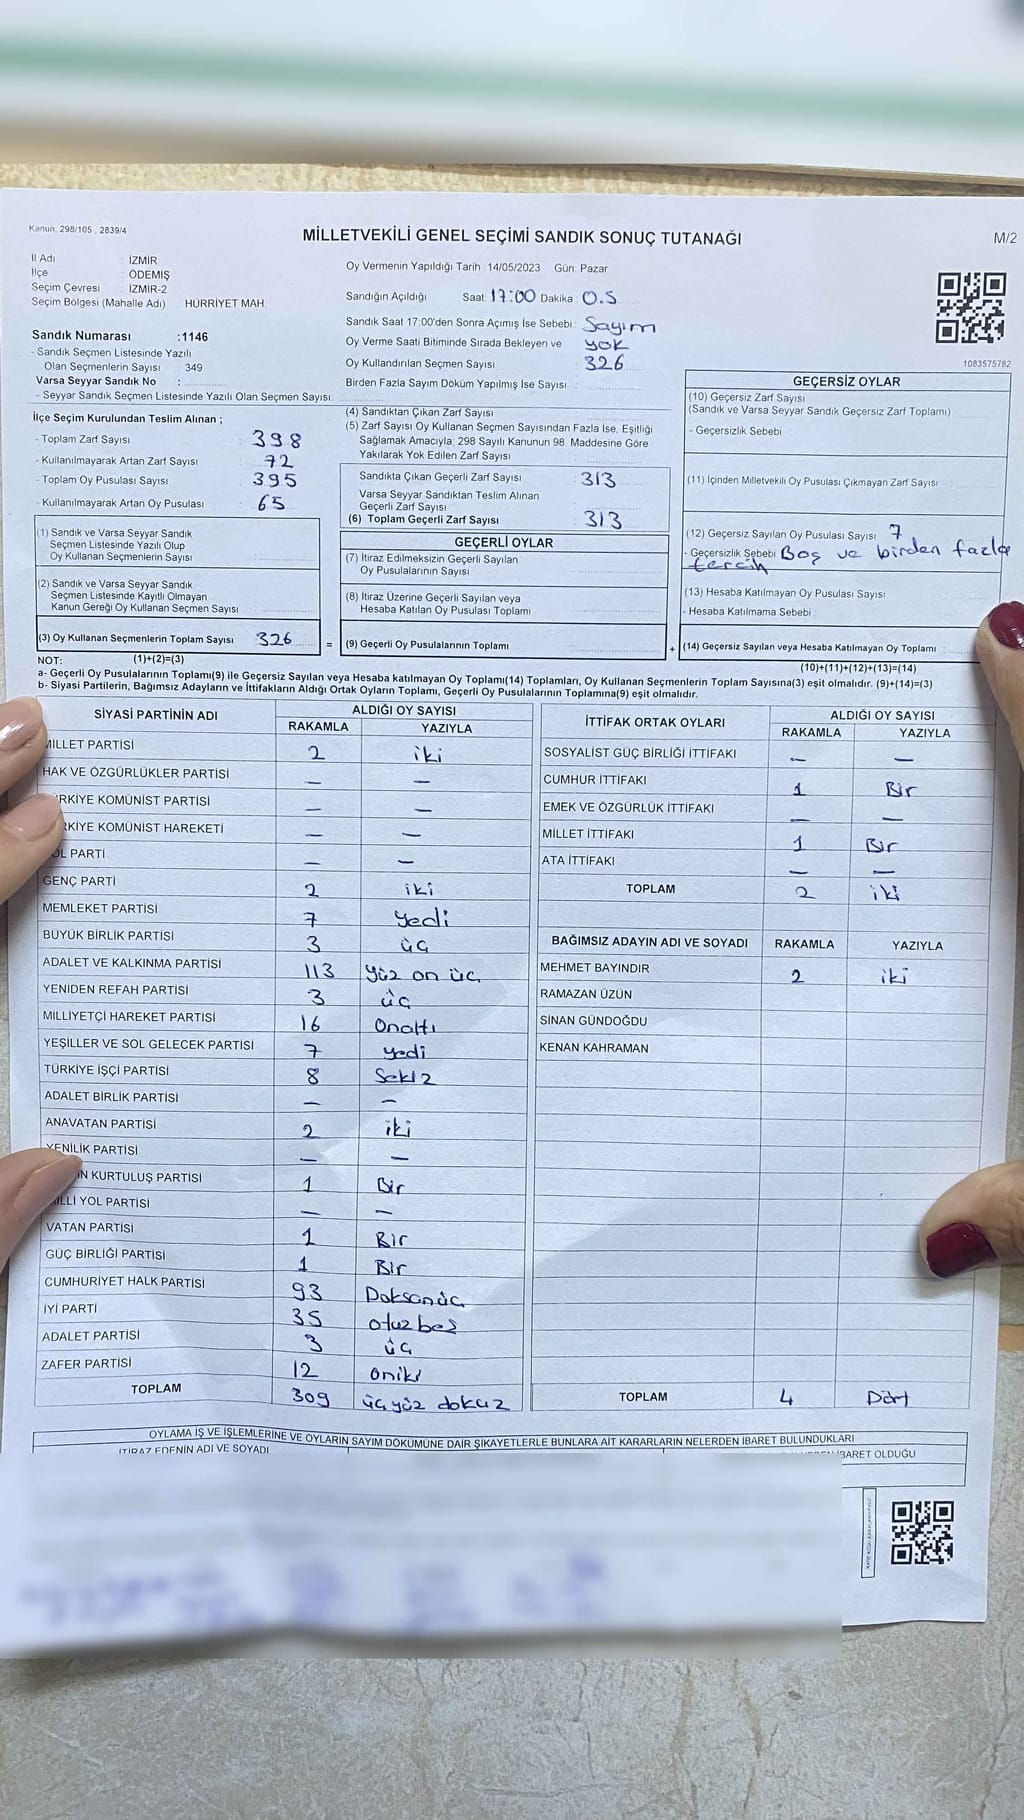 Kanun: 298/105, 2839/4
MİLLETVEKİLİ GENEL SEÇİMİ SANDIK SONUÇ TUTANAĞI
M/2
İl Adı : İZMİR
İlçe : ÖDEMİŞ
Seçim Çevresi : İZMİR-2
Seçim Bölgesi (Mahalle Adı) : HÜRRİYET MAH.
Sandık Numarası :1146
- Sandık Seçmen Listesinde Yazılı
Olan Seçmenlerin Sayısı 349
Varsa Seyyar Sandık No :
- Seyyar Sandık Seçmen Listesinde Yazılı Olan Seçmen Sayısı:
İlçe Seçim Kurulundan Teslim Alınan ;
- Toplam Zarf Sayısı 398
- Kullanılmayarak Artan Zarf Sayısı 72
- Toplam Oy Pusulası Sayısı 395
- Kullanılmayarak Artan Oy Pusulası 65
Oy Vermenin Yapıldığı Tarih : 14/05/2023 Gün: Pazar
Sandığın Açıldığı Saat: 17:00 Dakika : 0.5
Sandık Saat 17:00'den Sonra Açımış İse Sebebi : Sayım
Oy Verme Saati Bitiminde Sırada Bekleyen ve yok
Oy Kullandırılan Seçmen Sayısı 326
Birden Fazla Sayım Döküm Yapılmış İse Sayısı :
(4) Sandıktan Çıkan Zarf Sayısı
(5) Zarf Sayısı Oy Kullanan Seçmen Sayısından Fazla İse, Eşitliği
Sağlamak Amacıyla; 298 Sayılı Kanunun 98. Maddesine Göre
Yakılarak Yok Edilen Zarf Sayısı
Sandıkta Çıkan Geçerli Zarf Sayısı : 313
Varsa Seyyar Sandıktan Teslim Alınan
Geçerli Zarf Sayısı
(6) Toplam Geçerli Zarf Sayısı 313
1083575782
GEÇERSİZ OYLAR
(10) Geçersiz Zarf Sayısı
(Sandık ve Varsa Seyyar Sandık Geçersiz Zarf Toplamı)
- Geçersizlik Sebebi
(11) İçinden Milletvekili Oy Pusulası Çıkmayan Zarf Sayısı
(12) Geçersiz Sayılan Oy Pusulası Sayısı 7
- Geçersizlik Sebebi Boş ve birden fazla
tercih
(13) Hesaba Katılmayan Oy Pusulası Sayısı
- Hesaba Katılmama Sebebi
(1) Sandık ve Varsa Seyyar Sandık
Seçmen Listesinde Yazılı Olup
Oy Kullanan Seçmenlerin Sayısı
(2) Sandık ve Varsa Seyyar Sandık
Seçmen Listesinde Kayıtlı Olmayan
Kanun Gereği Oy Kullanan Seçmen Sayısı
GEÇERLİ OYLAR
(7) İtiraz Edilmeksizin Geçerli Sayılan
Oy Pusulalarının Sayısı
(8) İtiraz Üzerine Geçerli Sayılan veya
Hesaba Katılan Oy Pusulası Toplamı
(3) Oy Kullanan Seçmenlerin Toplam Sayısı 326 = (9) Geçerli Oy Pusulalarının Toplamı + (14) Geçersiz Sayılan veya Hesaba Katılmayan Oy Toplamı
(1)+(2)=(3)
(10)+(11)+(12)+(13)=(14)
NOT:
a- Geçerli Oy Pusulalarının Toplamı(9) ile Geçersiz Sayılan veya Hesaba katılmayan Oy Toplamı(14) Toplamları, Oy Kullanan Seçmenlerin Toplam Sayısına(3) eşit olmalıdır. (9)+(14)=(3)
b- Siyasi Partilerin, Bağımsız Adayların ve İttifakların Aldığı Ortak Oyların Toplamı, Geçerli Oy Pusulalarının Toplamına(9) eşit olmalıdır.
SİYASİ PARTİNİN ADI
ALDIĞI OY SAYISI
RAKAMLA YAZIYLA
MİLLET PARTİSİ 2 iki
HAK VE ÖZGÜRLÜKLER PARTİSİ — —
RKİYE KOMÜNİST PARTİSİ — —
RKİYE KOMÜNİST HAREKETİ — —
OL PARTİ — —
GENÇ PARTİ 2 iki
MEMLEKET PARTİSİ 7 yedi
BÜYÜK BİRLİK PARTİSİ 3 üç
ADALET VE KALKINMA PARTİSİ 113 yüz on üç
YENİDEN REFAH PARTİSİ 3 üç
MİLLİYETÇİ HAREKET PARTİSİ 16 Onaltı
YEŞİLLER VE SOL GELECEK PARTİSİ 7 yedi
TÜRKİYE İŞÇİ PARTİSİ 8 Sekiz
ADALET BİRLİK PARTİSİ — —
ANAVATAN PARTİSİ 2 iki
YENİLİK PARTİSİ — —
N KURTULUŞ PARTİSİ 1 Bir
İLLİ YOL PARTİSİ — —
VATAN PARTİSİ 1 Bir
GÜÇ BİRLİĞİ PARTİSİ 1 Bir
CUMHURİYET HALK PARTİSİ 93 Doksanüç
İYİ PARTİ 35 otuzbeş
ADALET PARTİSİ 3 üç
ZAFER PARTİSİ 12 oniki
TOPLAM 309 üçyüz dokuz
İTTİFAK ORTAK OYLARI
ALDIĞI OY SAYISI
RAKAMLA YAZIYLA
SOSYALİST GÜÇ BİRLİĞİ İTTİFAKI — —
CUMHUR İTTİFAKI 1 Bir
EMEK VE ÖZGÜRLÜK İTTİFAKI — —
MİLLET İTTİFAKI 1 Bir
ATA İTTİFAKI — —
TOPLAM 2 iki
BAĞIMSIZ ADAYIN ADI VE SOYADI RAKAMLA YAZIYLA
MEHMET BAYINDIR 2 iki
RAMAZAN ÜZÜN
SİNAN GÜNDOĞDU
KENAN KAHRAMAN
TOPLAM 4 Dört
OYLAMA İŞ VE İŞLEMLERİNE VE OYLARIN SAYIM DÖKÜMÜNE DAİR ŞİKAYETLERLE BUNLARA AİT KARARLARIN NELERDEN İBARET BULUNDUKLARI
İTİRAZ EDENİN ADI VE SOYADI
İBARET OLDUĞU